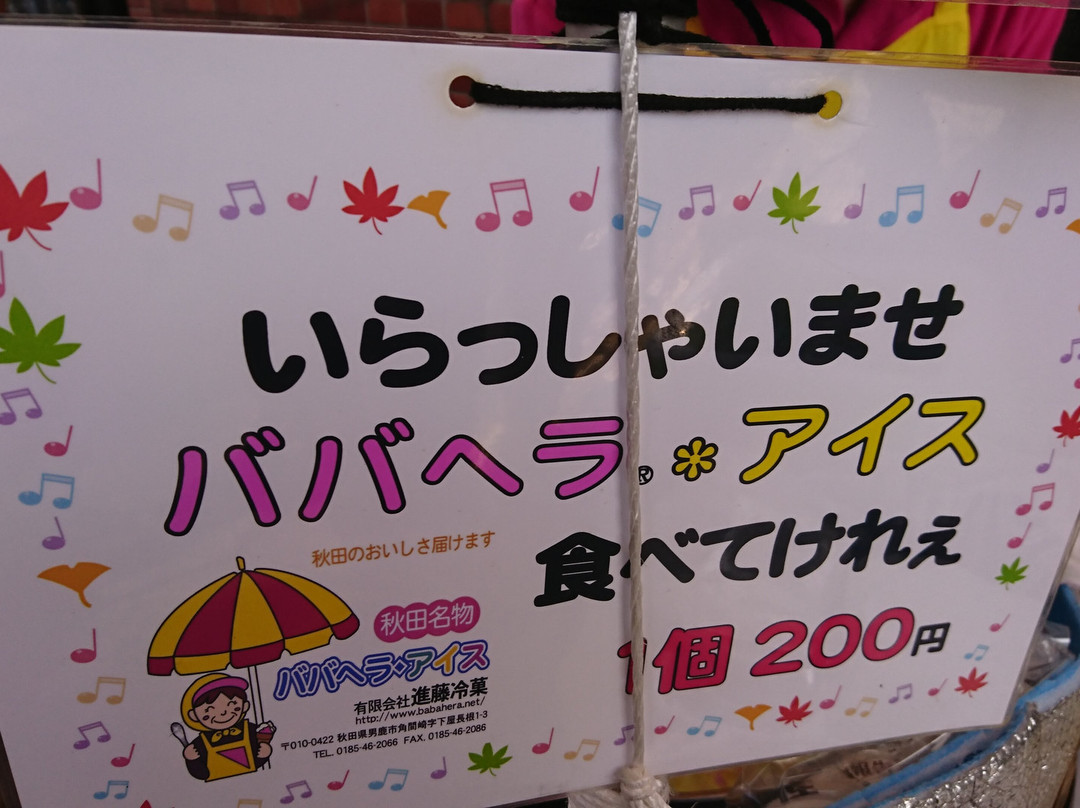 いらっしゃいませ
ババヘラ®アイス
食べてけれぇ
1個 200円
秋田のおいしさ届けます
秋田名物
ババヘラ・アイス
有限会社進藤冷菓
http://www.babahera.net/
〒010-0422 秋田県男鹿市角間崎字下屋長根1-3
TEL. 0185-46-2066 FAX. 0185-46-2086